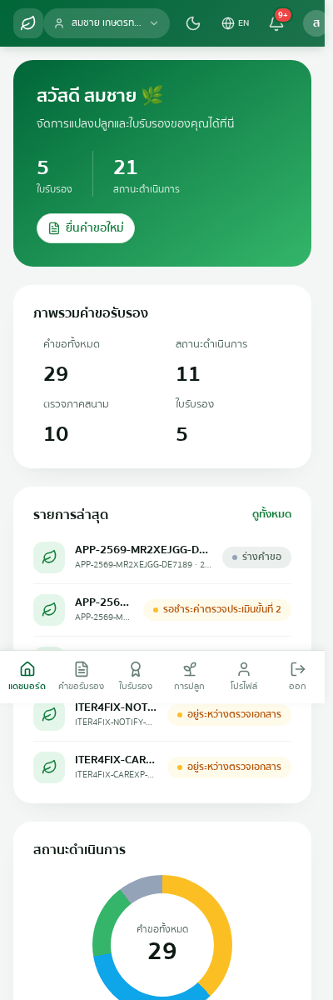 สมชาย เกษตรท...
EN
9+
ส
สวัสดี สมชาย 🌿
จัดการแปลงปลูกและใบรับรองของคุณได้ที่นี่
5
ใบรับรอง
21
สถานะดำเนินการ
ยื่นคำขอใหม่
ภาพรวมคำขอรับรอง
คำขอทั้งหมด
29
สถานะดำเนินการ
11
ตรวจภาคสนาม
10
ใบรับรอง
5
รายการล่าสุด
ดูทั้งหมด
APP-2569-MR2XEJGG-D...
APP-2569-MR2XEJGG-DE7189 · 2...
ร่างคำขอ
APP-256...
APP-2569-M...
รอชำระค่าตรวจประเมินขั้นที่ 2
แดชบอร์ด
คำขอรับรอง
ใบรับรอง
การปลูก
โปรไฟล์
ออก
ITER4FIX-NOT...
ITER4FIX-NOTIFY-...
อยู่ระหว่างตรวจเอกสาร
ITER4FIX-CAR...
ITER4FIX-CAREXP-...
อยู่ระหว่างตรวจเอกสาร
สถานะดำเนินการ
คำขอทั้งหมด
29